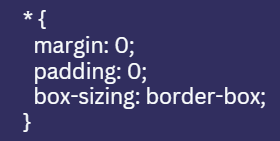 * {
margin: 0;
padding: 0;
box-sizing: border-box;
}